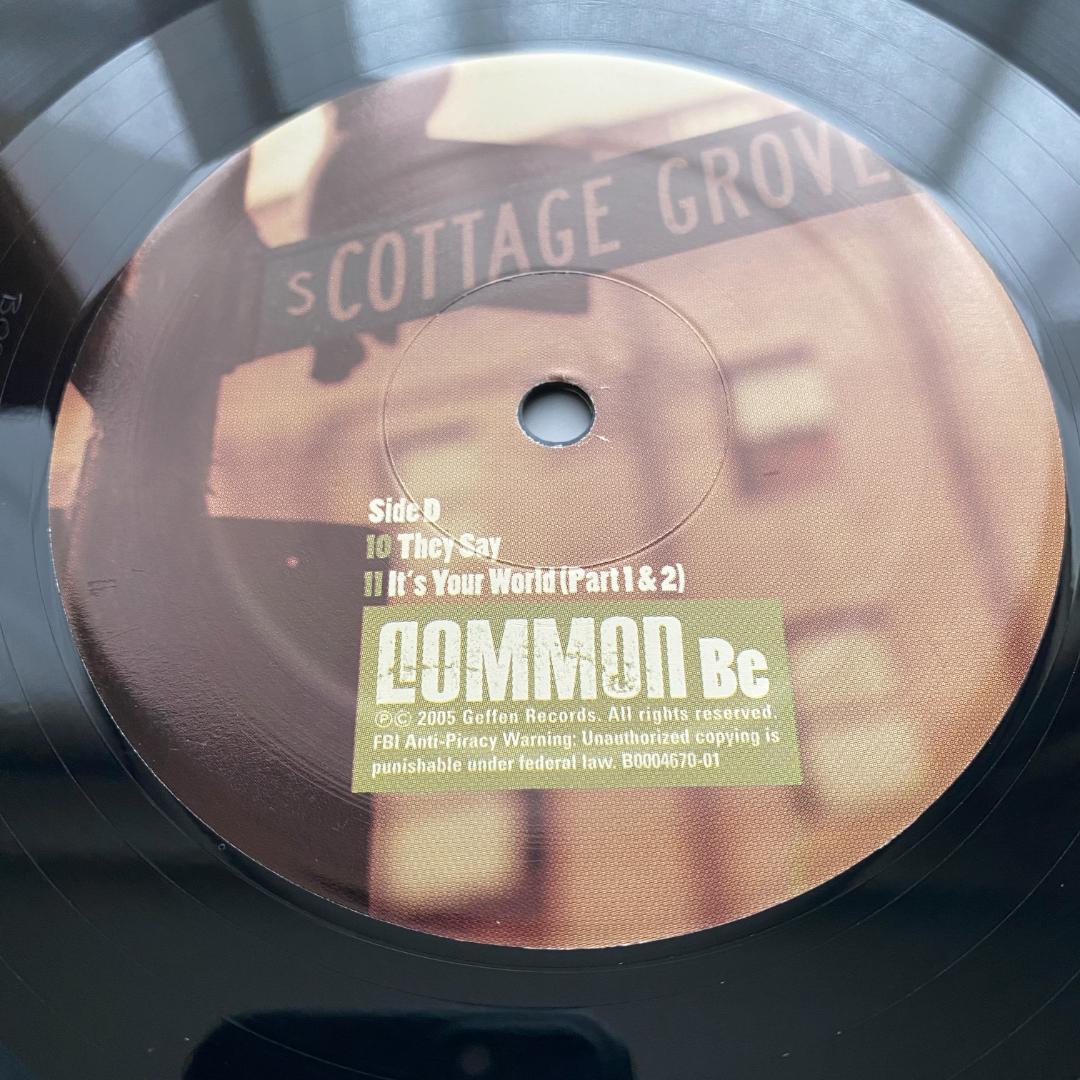 S COTTAGE GROVE
Side D
10 They Say
11 It's Your World (Part 1 & 2)
COMMON Be
℗© 2005 Geffen Records. All rights reserved.
FBI Anti-Piracy Warning: Unauthorized copying is
punishable under federal law. B0004670-01